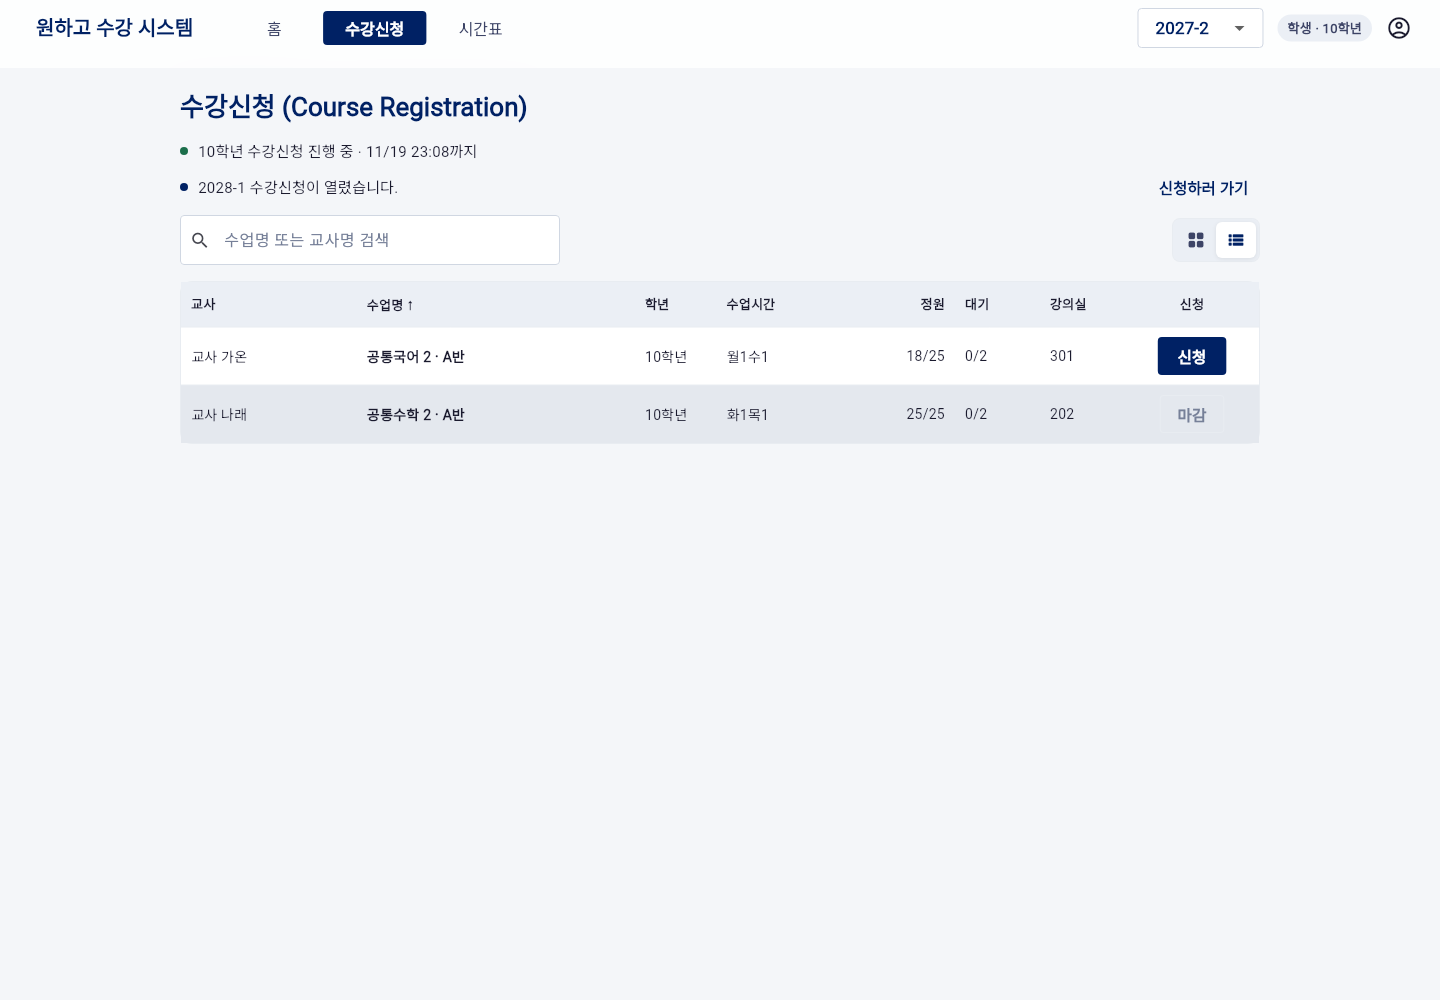 원하고 수강 시스템 홈 수강신청 시간표 2027-2 학생 · 10학년
수강신청 (Course Registration)
10학년 수강신청 진행 중 · 11/19 23:08까지
2028-1 수강신청이 열렸습니다. 신청하러 가기
수업명 또는 교사명 검색
교사 수업명 ↑ 학년 수업시간 정원 대기 강의실 신청
교사 가온 공통국어 2 · A반 10학년 월1수1 18/25 0/2 301 신청
교사 나래 공통수학 2 · A반 10학년 화1목1 25/25 0/2 202 마감